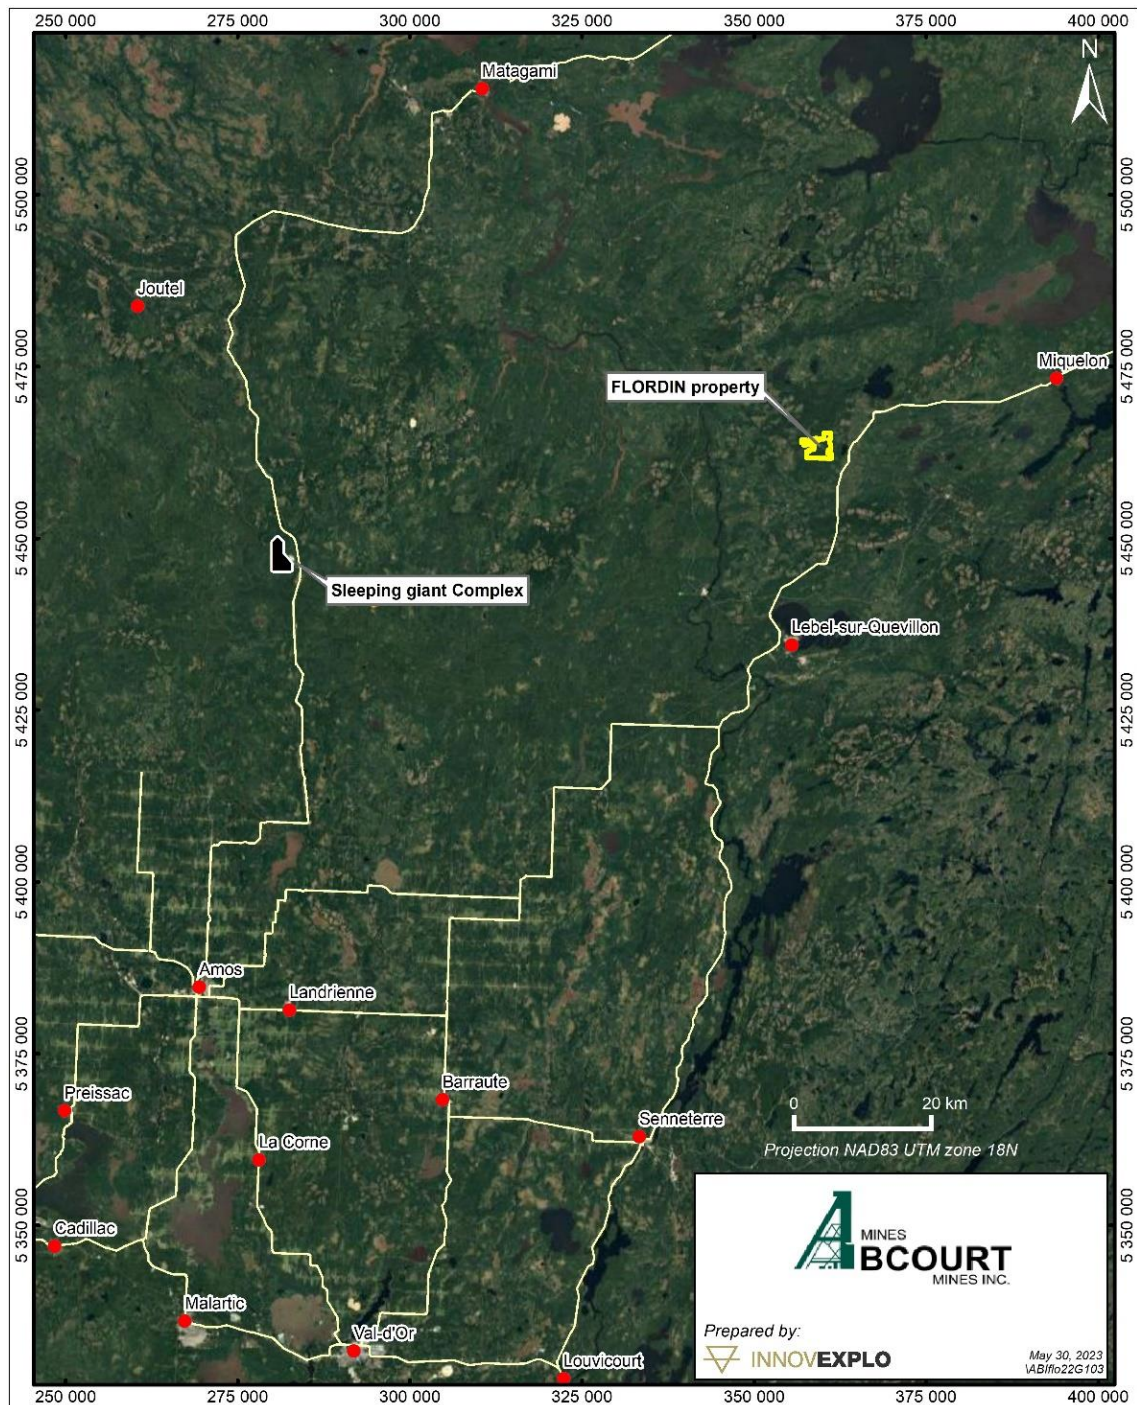 250 000 275 000 300 000 325 000 350 000 375 000 400 000
N
Matagami
5 500 000
5 500 000
Joutel
5 475 000
5 475 000
Miquelon
FLORDIN property
5 450 000
5 450 000
Sleeping giant Complex
Lebel-sur-Quevillon
5 425 000
5 425 000
5 400 000
5 400 000
Amos
Landrienne
5 375 000
5 375 000
Preissac
Barraute
0 20 km
Senneterre
La Corne
Projection NAD83 UTM zone 18N
5 350 000
5 350 000
Cadillac
A
MINES
BCOURT
MINES INC.
Malartic
Val-d'Or
Prepared by:
INNOVEXPLO
May 30, 2023
\ABIflo22G103
Louvicourt
250 000 275 000 300 000 325 000 350 000 375 000 400 000